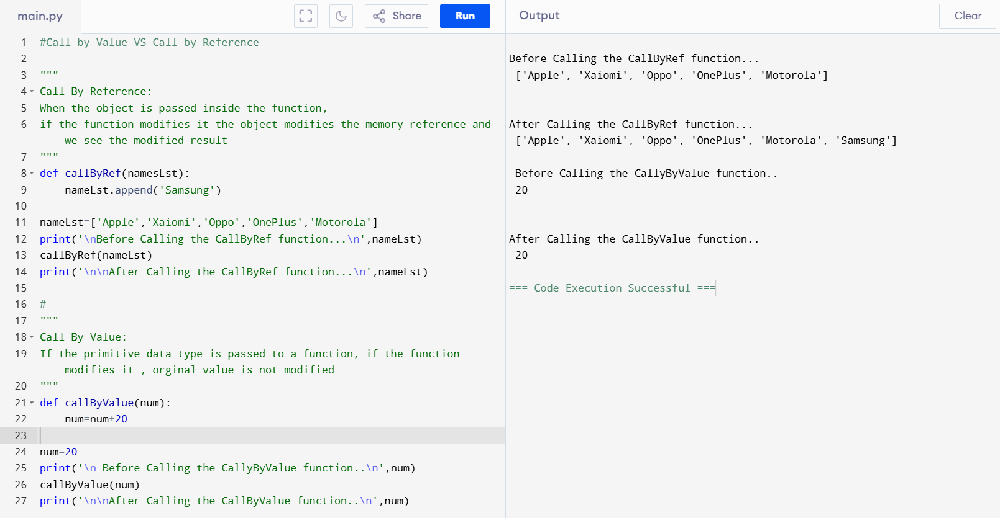 main.py
Share
Run
Output
Clear
1 #Call by Value VS Call by Reference
2
3 """
4 Call By Reference:
5 When the object is passed inside the function,
6 if the function modifies it the object modifies the memory reference and
we see the modified result
7 """
8 def callByRef(namesLst):
9     nameLst.append('Samsung')
10
11 nameLst=['Apple','Xaiomi','Oppo','OnePlus','Motorola']
12 print('\nBefore Calling the CallByRef function...\n',nameLst)
13 callByRef(nameLst)
14 print('\n\nAfter Calling the CallByRef function...\n',nameLst)
15
16 #-------------------------------------------------------------
17 """
18 Call By Value:
19 If the primitive data type is passed to a function, if the function
modifies it , orginal value is not modified
20 """
21 def callByValue(num):
22     num=num+20
23
24 num=20
25 print('\n Before Calling the CallyByValue function..\n',num)
26 callByValue(num)
27 print('\n\nAfter Calling the CallByValue function..\n',num)
Before Calling the CallByRef function...
['Apple', 'Xaiomi', 'Oppo', 'OnePlus', 'Motorola']
After Calling the CallByRef function...
['Apple', 'Xaiomi', 'Oppo', 'OnePlus', 'Motorola', 'Samsung']
Before Calling the CallyByValue function..
20
After Calling the CallByValue function..
20
=== Code Execution Successful ===